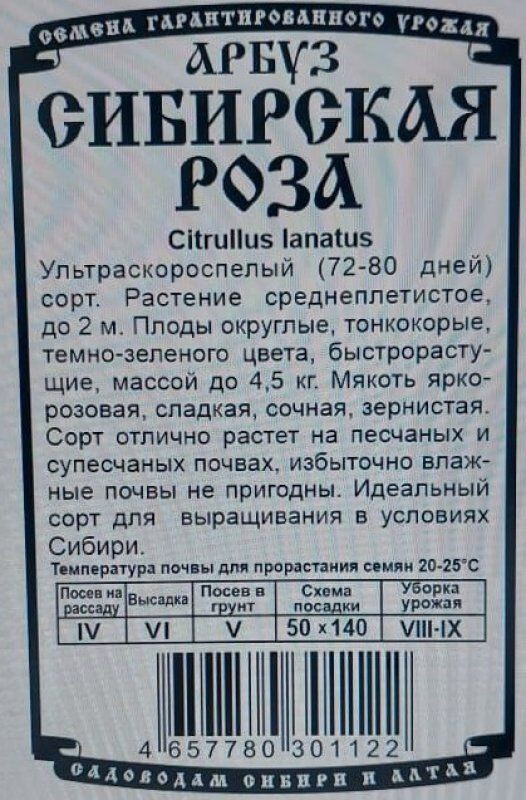 СЕМЕНА ГАРАНТИРОВАННОГО УРОЖАЯ
АРБУЗ
СИБИРСКАЯ
РОЗА
Citrullus lanatus
Ультраскороспелый (72-80 дней)
сорт. Растение среднеплетистое,
до 2 м. Плоды округлые, тонкокорые,
темно-зеленого цвета, быстрорасту-
щие, массой до 4,5 кг. Мякоть ярко-
розовая, сладкая, сочная, зернистая.
Сорт отлично растет на песчаных и
супесчаных почвах, избыточно влаж-
ные почвы не пригодны. Идеальный
сорт для выращивания в условиях
Сибири.
Температура почвы для прорастания семян 20-25°С
Посев на рассаду Высадка Посев в грунт Схема посадки Уборка урожая
IV VI V 50 x 140 VIII-IX
4 657780 301122
САДОВОДАМ СИБИРИ И АЛТАЯ